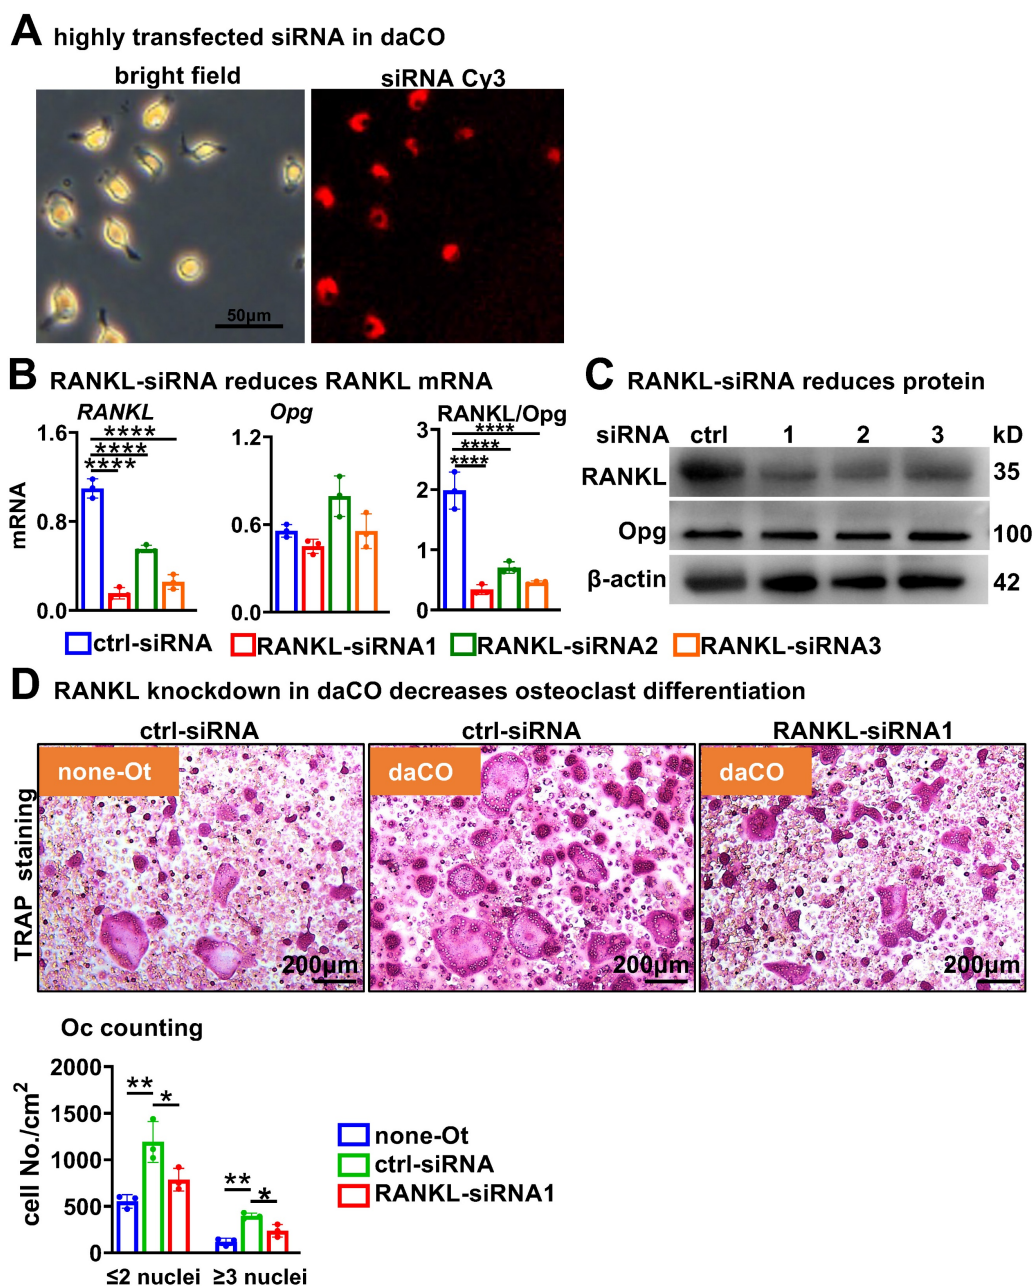 A highly transfected siRNA in daCO
bright field
siRNA Cy3
50μm
B RANKL-siRNA reduces RANKL mRNA
RANKL
Opg
RANKL/Opg
mRNA
1.6
0.8
0.0
****
****
****
1.2
0.6
0.0
3
2
1
0
****
****
****
ctrl-siRNA RANKL-siRNA1 RANKL-siRNA2 RANKL-siRNA3
C RANKL-siRNA reduces protein
siRNA ctrl 1 2 3 kD
RANKL 35
Opg 100
β-actin 42
D RANKL knockdown in daCO decreases osteoclast differentiation
ctrl-siRNA
ctrl-siRNA
RANKL-siRNA1
TRAP staining
none-Ot
daCO
daCO
200μm
200μm
200μm
Oc counting
cell No./cm2
2000
1500
1000
500
0
**
*
**
*
≤2 nuclei
≥3 nuclei
none-Ot
ctrl-siRNA
RANKL-siRNA1